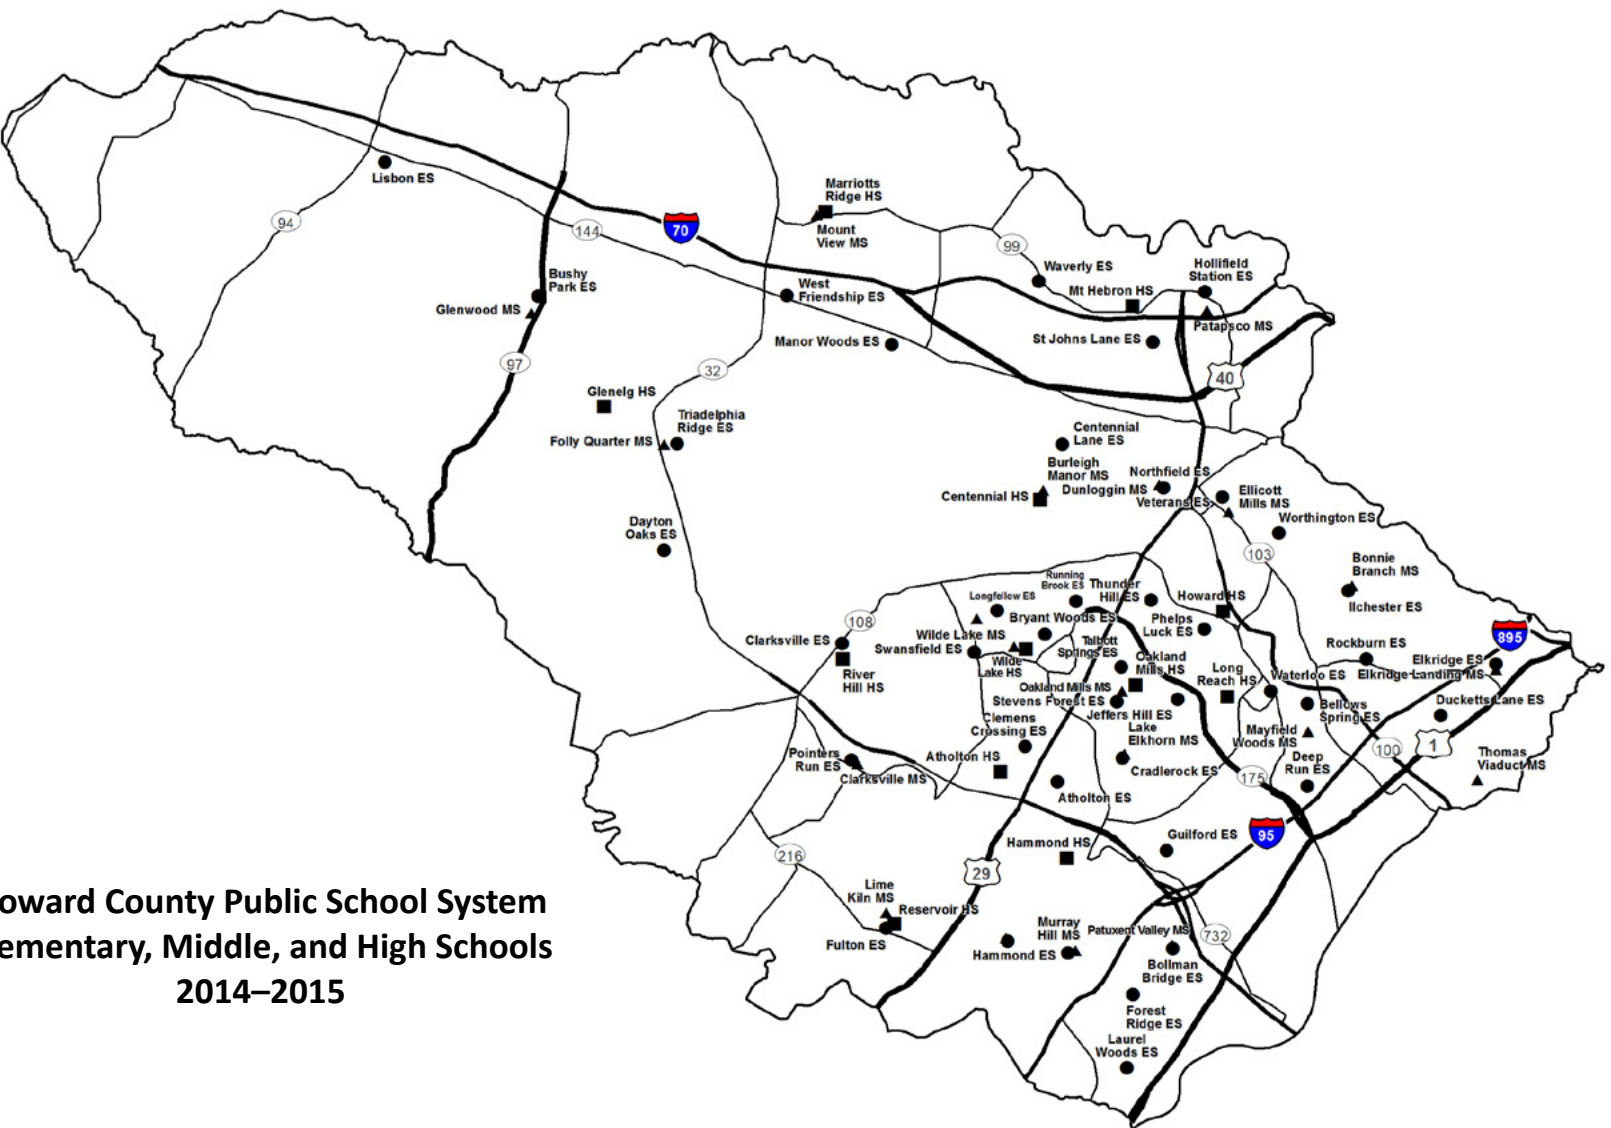 Marriotts
Ridge HS
Mount
View MS
Lisbon ES
94
144
70
99
Waverly ES
Hollifield
Station ES
Mt Hebron HS
Patapsco MS
St Johns Lane ES
Bushy
Park ES
Glenwood MS
West
Friendship ES
Manor Woods ES
97
32
40
Glenelg HS
Triadelphia
Ridge ES
Folly Quarter MS
Centennial
Lane ES
Burleigh
Manor MS
Centennial HS
Northfield ES
Dunloggin MS
Veterans ES
Ellicott
Mills MS
Worthington ES
Dayton
Oaks ES
103
Bonnie
Branch MS
Ilchester ES
Running
Brook ES
Thunder
Hill ES
Howard HS
Longfellow ES
Bryant Woods ES
Phelps
Luck ES
108
Clarksville ES
River
Hill HS
Wilde Lake MS
Swansfield ES
Wilde
Lake HS
Talbott
Springs ES
Oakland
Mills HS
Oakland Mills MS
Stevens Forest ES
Jeffers Hill ES
Long
Reach HS
Waterloo ES
Rockburn ES
895
Elkridge ES
Elkridge Landing MS
Ducketts Lane ES
Bellows
Spring ES
Mayfield
Woods MS
Deep
Run ES
100
1
Thomas
Viaduct MS
Clemens
Crossing ES
Lake
Elkhorn MS
Cradlerock ES
Atholton HS
Atholton ES
175
Pointers
Run ES
Clarksville MS
95
Guilford ES
Hammond HS
216
29
Lime
Kiln MS
Reservoir HS
Fulton ES
Murray
Hill MS
Hammond ES
Patuxent Valley MS
732
Bollman
Bridge ES
Forest
Ridge ES
Laurel
Woods ES
oward County Public School System
ementary, Middle, and High Schools
2014–2015